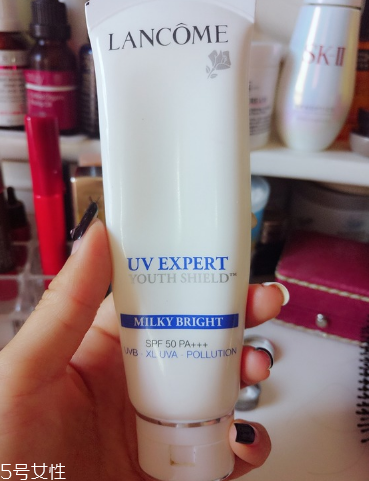 LANCÔME
SK-II
UV EXPERT
YOUTH SHIELD™
MILKY BRIGHT
SPF 50 PA+++
UVB · XL UVA · POLLUTION
5号女性